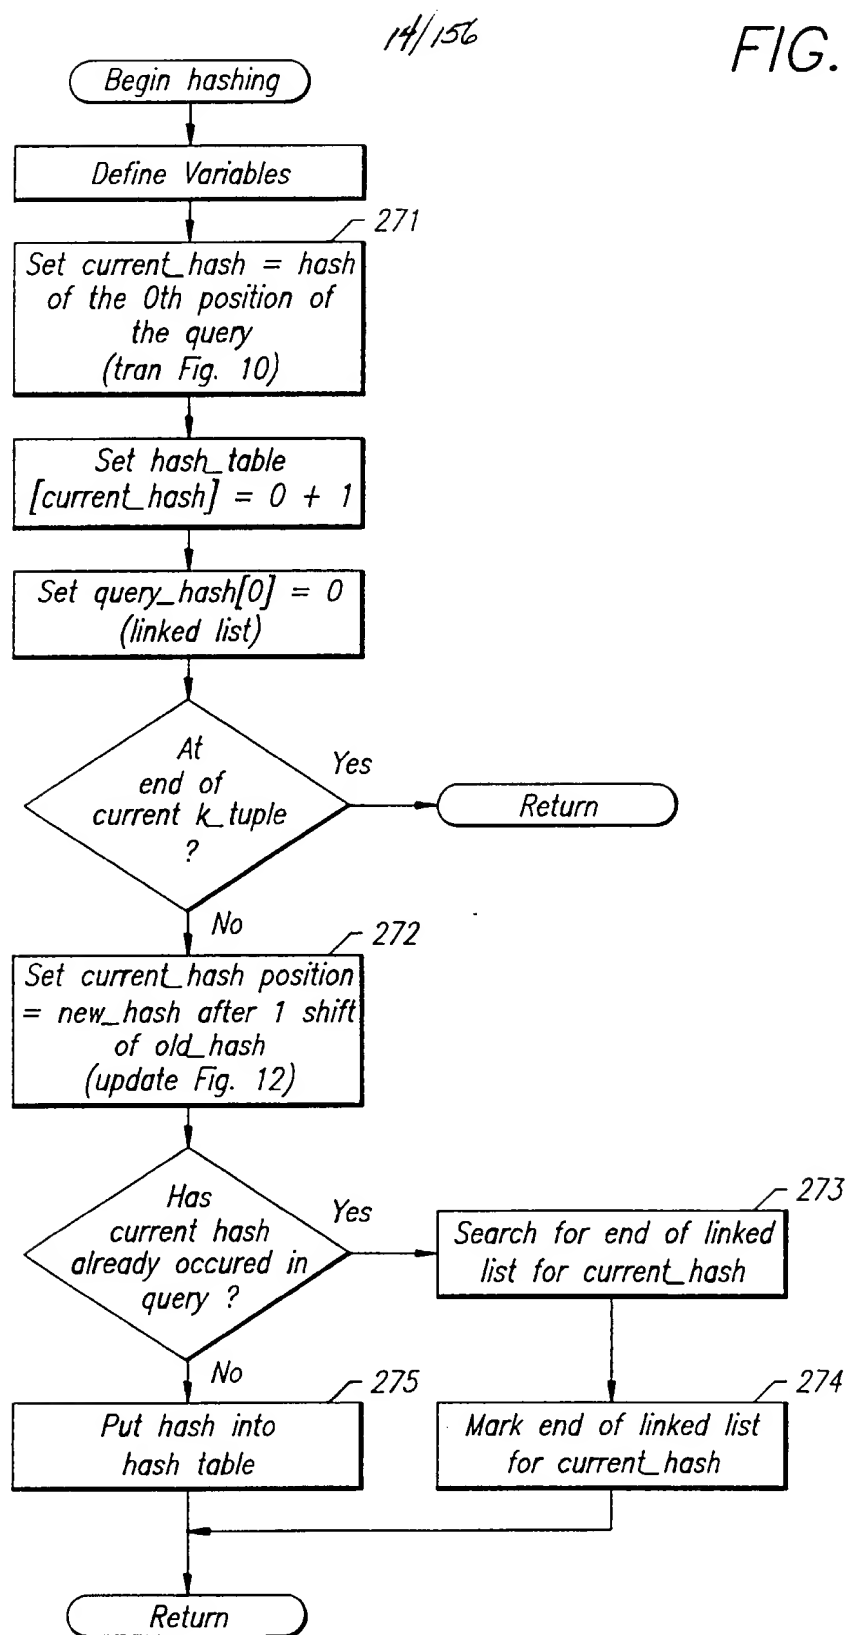 14/156
FIG.
Begin hashing
Define Variables
271
Set current_hash = hash
of the 0th position of
the query
(tran Fig. 10)
Set hash_table
[current_hash] = 0 + 1
Set query_hash[0] = 0
(linked list)
At
end of
current k_tuple
?
Yes
Return
No
272
Set current_hash position
= new_hash after 1 shift
of old_hash
(update Fig. 12)
Has
current hash
already occured in
query ?
Yes
273
Search for end of linked
list for current_hash
No
275
Put hash into
hash table
274
Mark end of linked list
for current_hash
Return